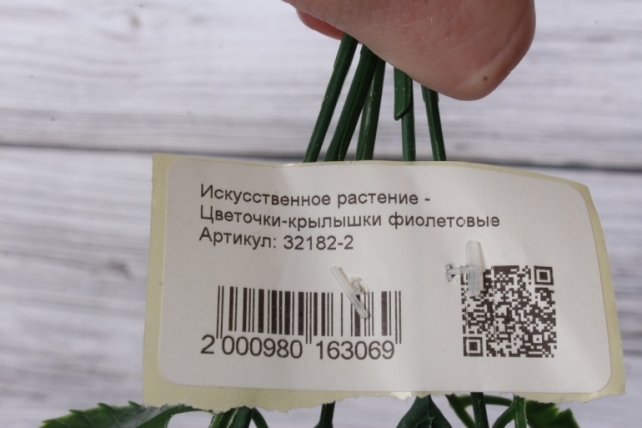 Искусственное растение -
Цветочки-крылышки фиолетовые
Артикул: 32182-2
2 000980 163069